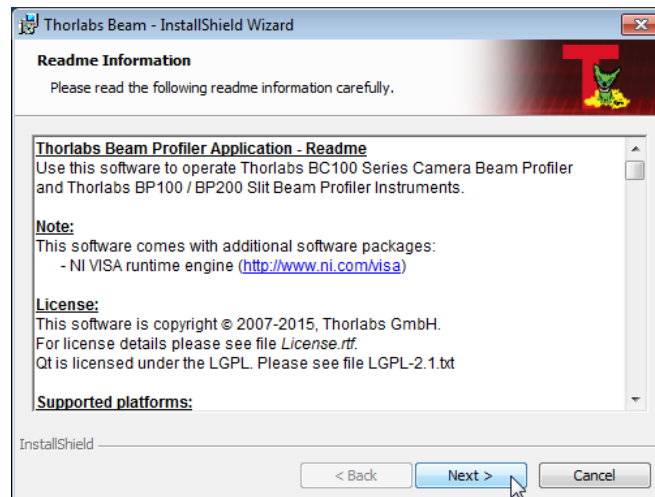 Thorlabs Beam - InstallShield Wizard
Readme Information
Please read the following readme information carefully.
Thorlabs Beam Profiler Application - Readme
Use this software to operate Thorlabs BC100 Series Camera Beam Profiler
and Thorlabs BP100 / BP200 Slit Beam Profiler Instruments.
Note:
This software comes with additional software packages:
- NI VISA runtime engine (http://www.ni.com/visa)
License:
This software is copyright © 2007-2015, Thorlabs GmbH.
For license details please see file License.rtf.
Qt is licensed under the LGPL. Please see file LGPL-2.1.txt
Supported platforms:
InstallShield
< Back
Next >
Cancel